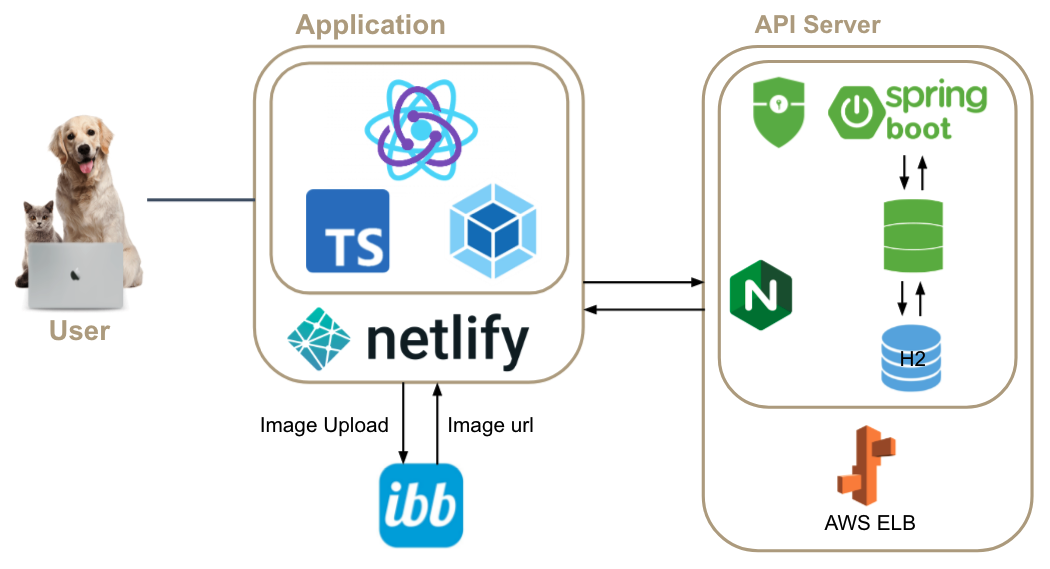 Application
API Server
spring
boot
TS
User
N
H2
netlify
Image Upload
Image url
ibb
AWS ELB